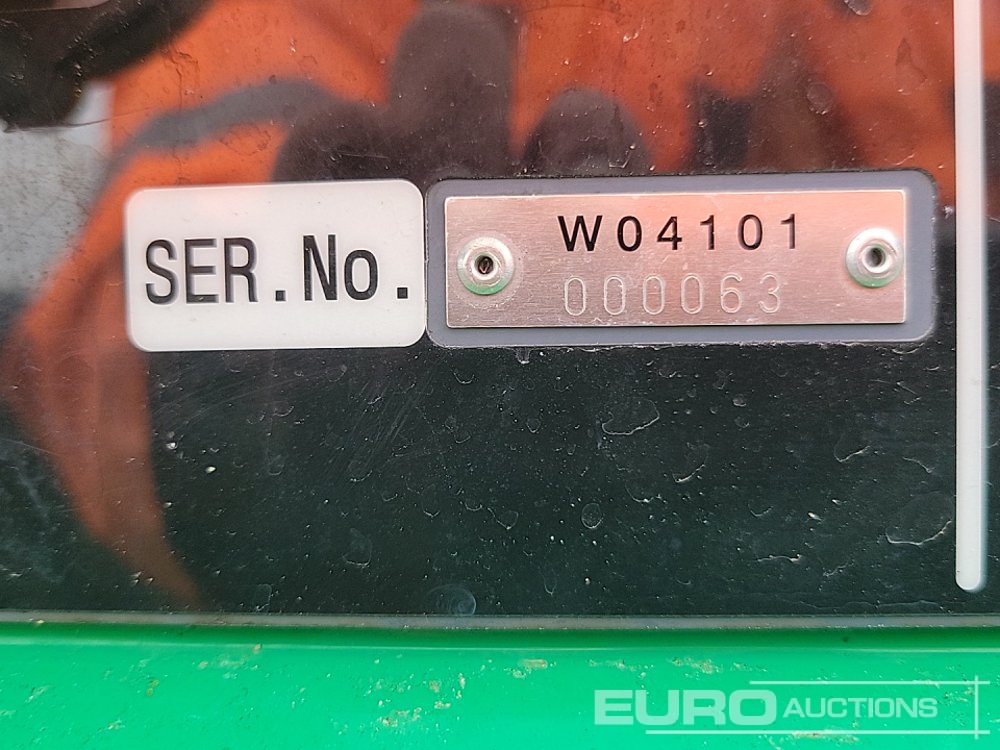 SER.No.
W04101
000063
EURO AUCTIONS